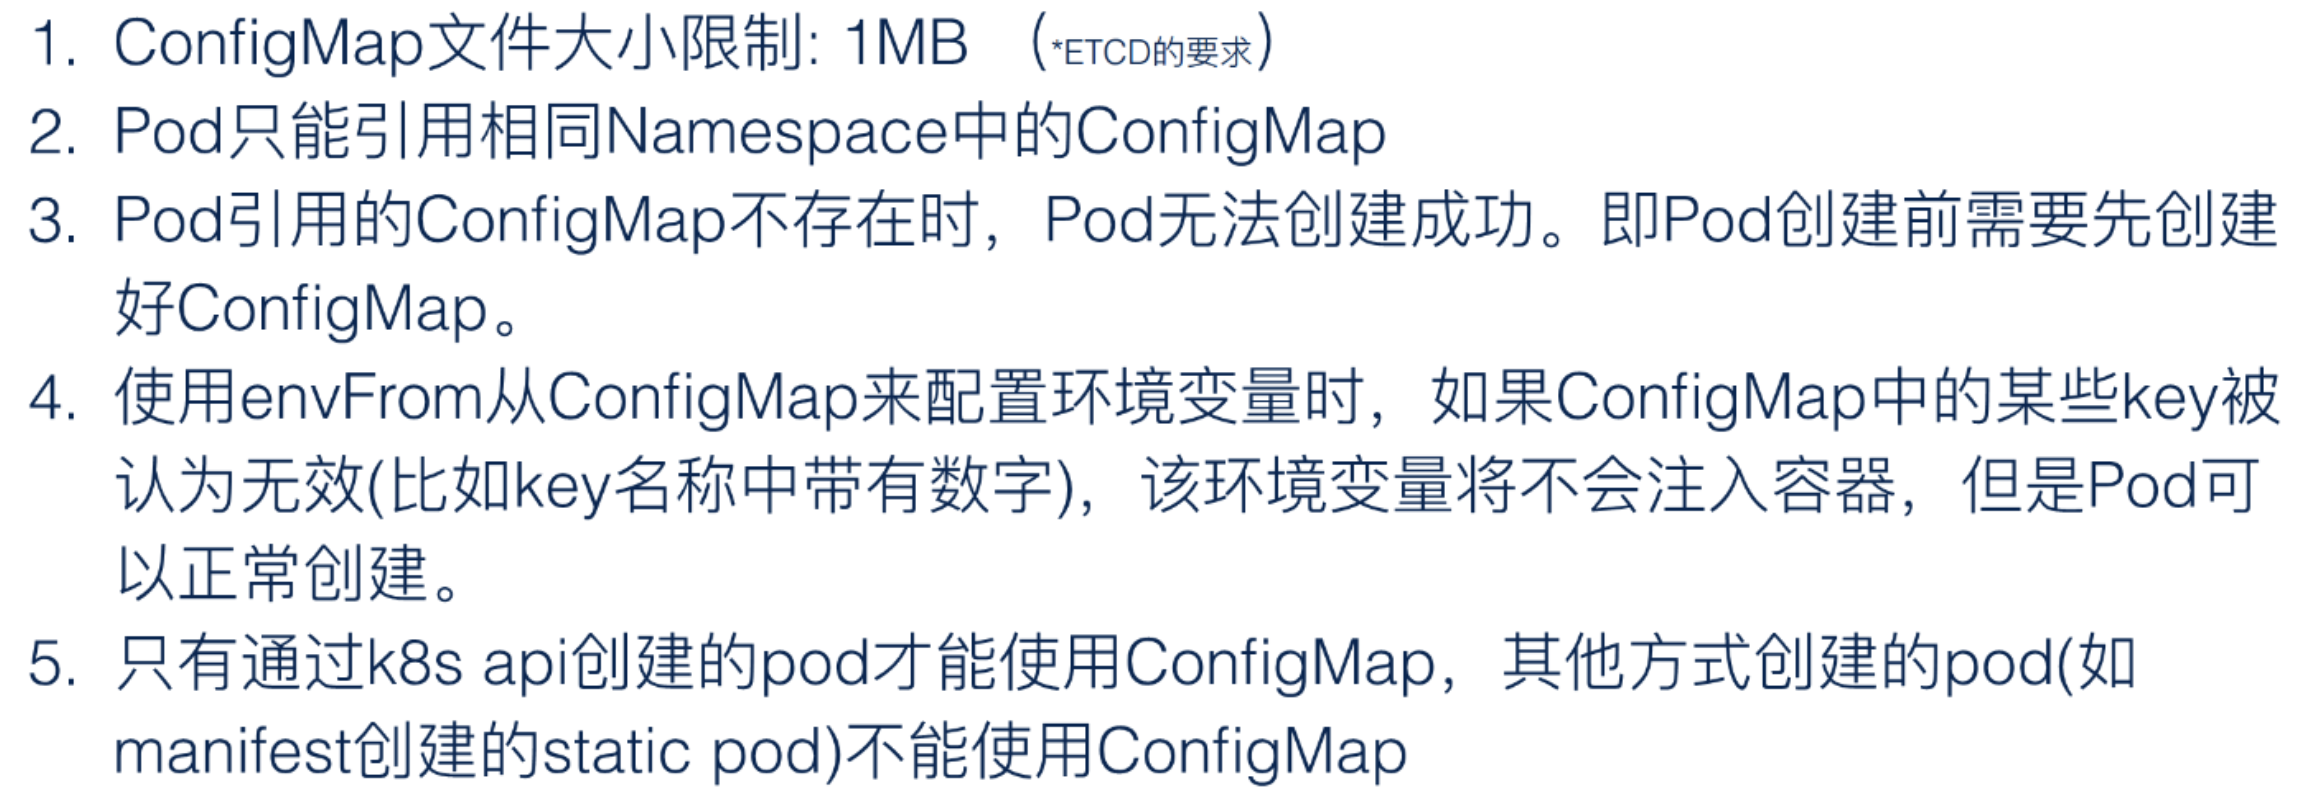 1. ConfigMap文件大小限制: 1MB （*ETCD的要求）
2. Pod只能引用相同Namespace中的ConfigMap
3. Pod引用的ConfigMap不存在时，Pod无法创建成功。即Pod创建前需要先创建
好ConfigMap。
4. 使用envFrom从ConfigMap来配置环境变量时，如果ConfigMap中的某些key被
认为无效(比如key名称中带有数字)，该环境变量将不会注入容器，但是Pod可
以正常创建。
5. 只有通过k8s api创建的pod才能使用ConfigMap，其他方式创建的pod(如
manifest创建的static pod)不能使用ConfigMap